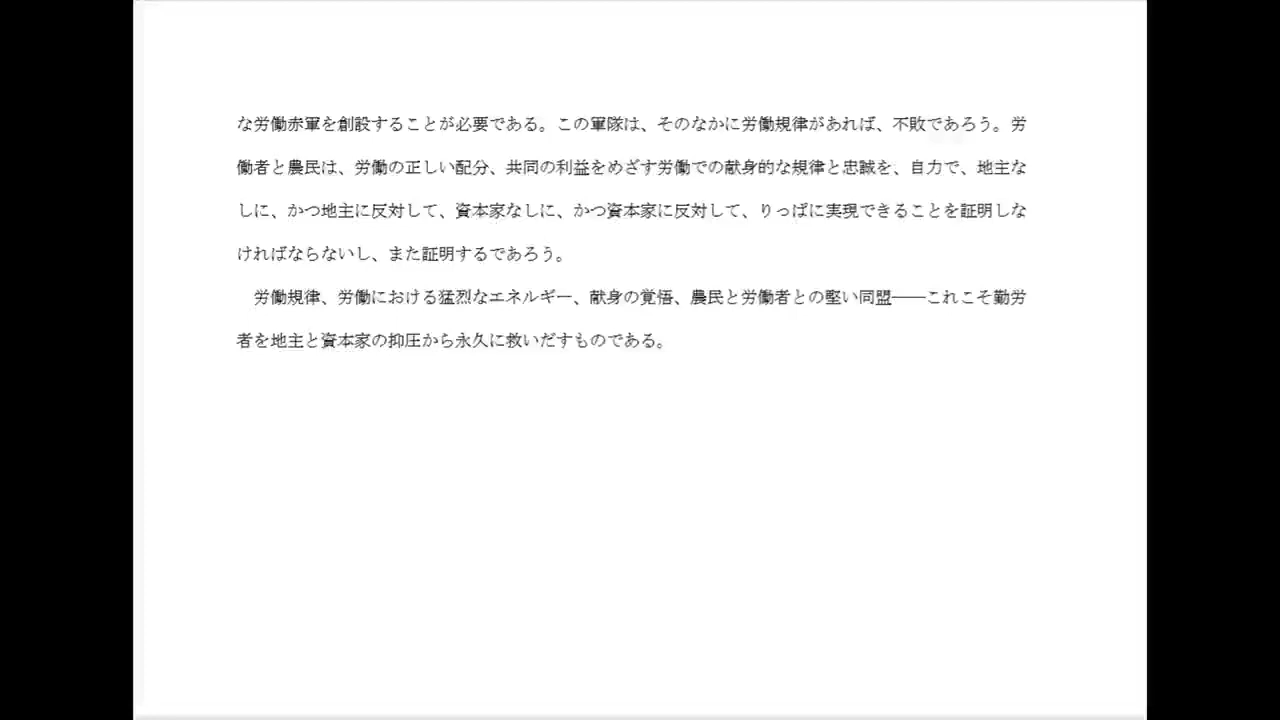 な労働赤軍を創設することが必要である。この軍隊は、そのなかに労働規律があれば、不敗であろう。労
働者と農民は、労働の正しい配分、共同の利益をめざす労働での献身的な規律と忠誠を、自力で、地主な
しに、かつ地主に反対して、資本家なしに、かつ資本家に反対して、りっぱに実現できることを証明しな
ければならないし、また証明するであろう。
　労働規律、労働における猛烈なエネルギー、献身の覚悟、農民と労働者との堅い同盟――これこそ勤労
者を地主と資本家の抑圧から永久に救いだすものである。